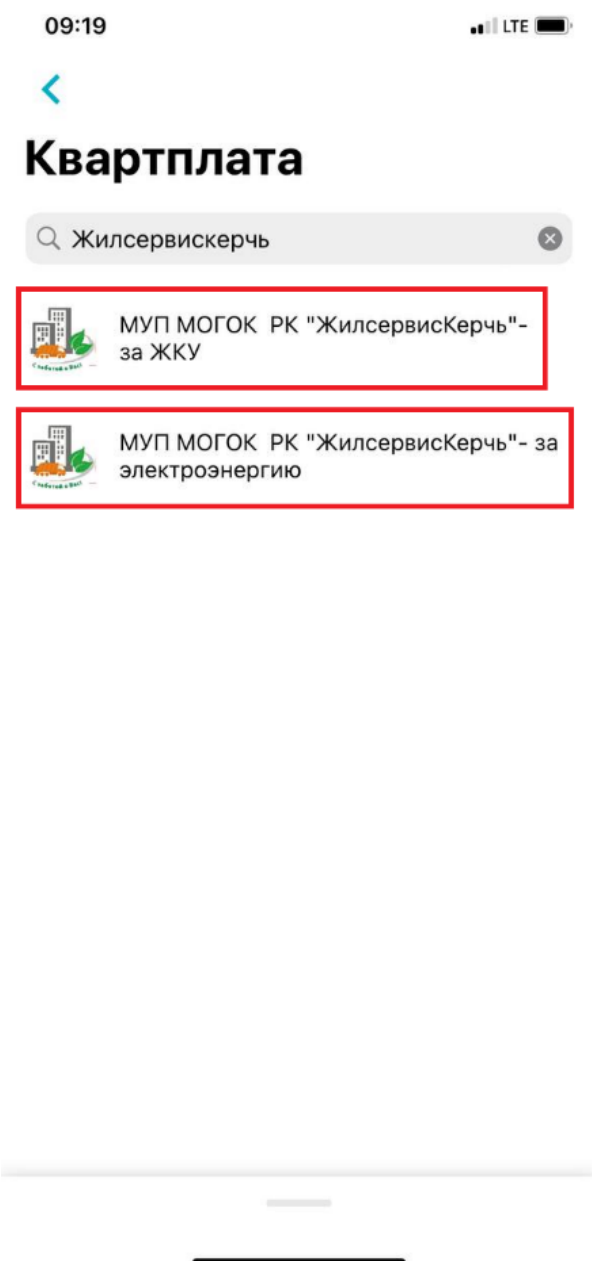 09:19
LTE
Квартплата
Жилсервискерчь
МУП МОГОК РК "ЖилсервисКерчь"-
за ЖКУ
МУП МОГОК РК "ЖилсервисКерчь"- за
электроэнергию